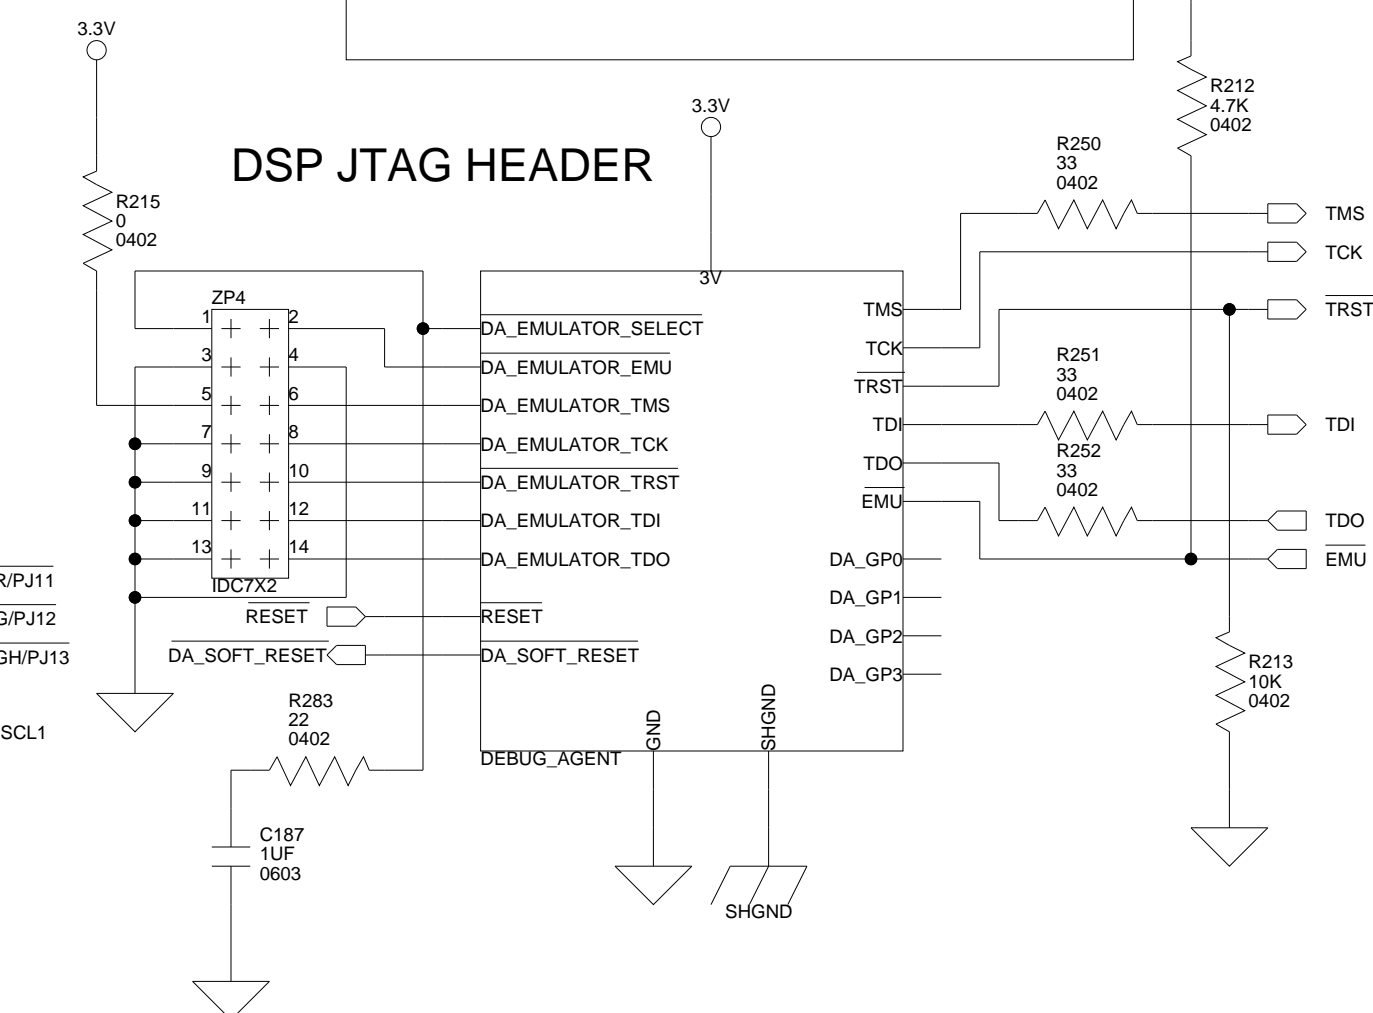 3.3V
R212
4.7K
0402
3.3V
DSP JTAG HEADER
R250
33
0402
R215
0
0402
TMS
TCK
3V
ZP4
1 2
3 4
5 6
7 8
9 10
11 12
13 14
IDC7X2
DA_EMULATOR_SELECT
DA_EMULATOR_EMU
DA_EMULATOR_TMS
DA_EMULATOR_TCK
DA_EMULATOR_TRST
DA_EMULATOR_TDI
DA_EMULATOR_TDO
RESET
DA_SOFT_RESET
TMS
TCK
TRST
TDI
TDO
EMU
DA_GP0
DA_GP1
DA_GP2
DA_GP3
TRST
R251
33
0402
TDI
R252
33
0402
TDO
EMU
R/PJ11
G/PJ12
GH/PJ13
SCL1
RESET
DA_SOFT_RESET
R283
22
0402
GND
SHGND
DEBUG_AGENT
R213
10K
0402
C187
1UF
0603
SHGND